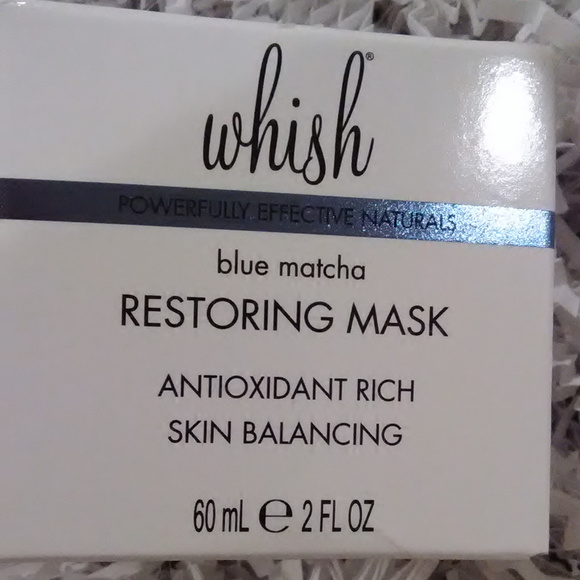 whish®
POWERFULLY EFFECTIVE NATURALS
blue matcha
RESTORING MASK
ANTIOXIDANT RICH
SKIN BALANCING
60 mL ℮ 2 FL OZ